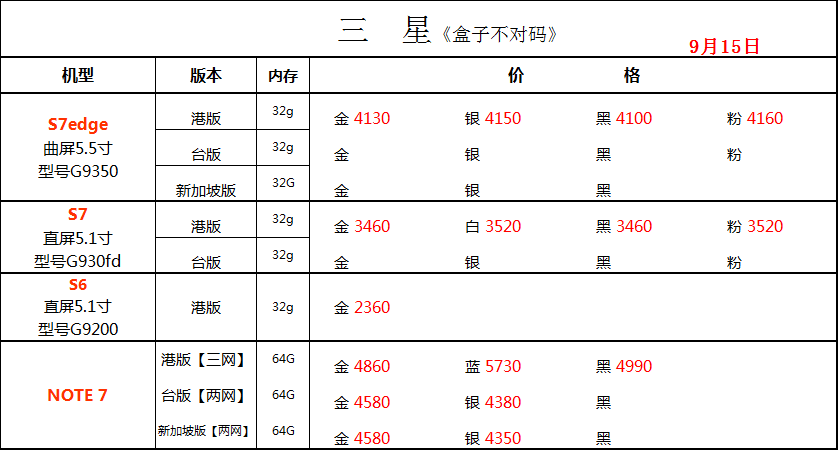 三 星《盒子不对码》
9月15日
机型 版本 内存 价 格
S7edge
曲屏5.5寸
型号G9350
港版 32g 金 4130 银 4150 黑 4100 粉 4160
台版 32g 金 银 黑 粉
新加坡版 32G 金 银 黑
S7
直屏5.1寸
型号G930fd
港版 32g 金 3460 白 3520 黑 3460 粉 3520
台版 32g 金 银 黑 粉
S6
直屏5.1寸
型号G9200
港版 32g 金 2360
NOTE 7
港版【三网】 64G 金 4860 蓝 5730 黑 4990
台版【两网】 64G 金 4580 银 4380 黑
新加坡版【两网】 64G 金 4580 银 4350 黑